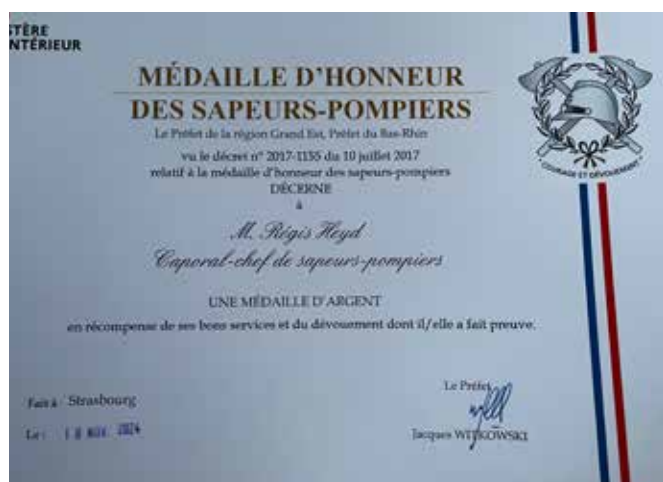 STÈRE
NTÉRIEUR
MÉDAILLE D'HONNEUR
DES SAPEURS-POMPIERS
Le Préfet de la région Grand Est, Préfet du Bas-Rhin
vu le décret n° 2017-1155 du 10 juillet 2017
relatif à la médaille d'honneur des sapeurs-pompiers
DÉCERNE
à
M. Régis Heyd
Caporal-chef de sapeurs-pompiers
UNE MÉDAILLE D'ARGENT
en récompense de ses bons services et du dévouement dont il/elle a fait preuve.
COURAGE ET DÉVOUEMENT
Fait à Strasbourg
Le : 18 NOV. 2024
Le Préfet
Jacques WITKOWSKI